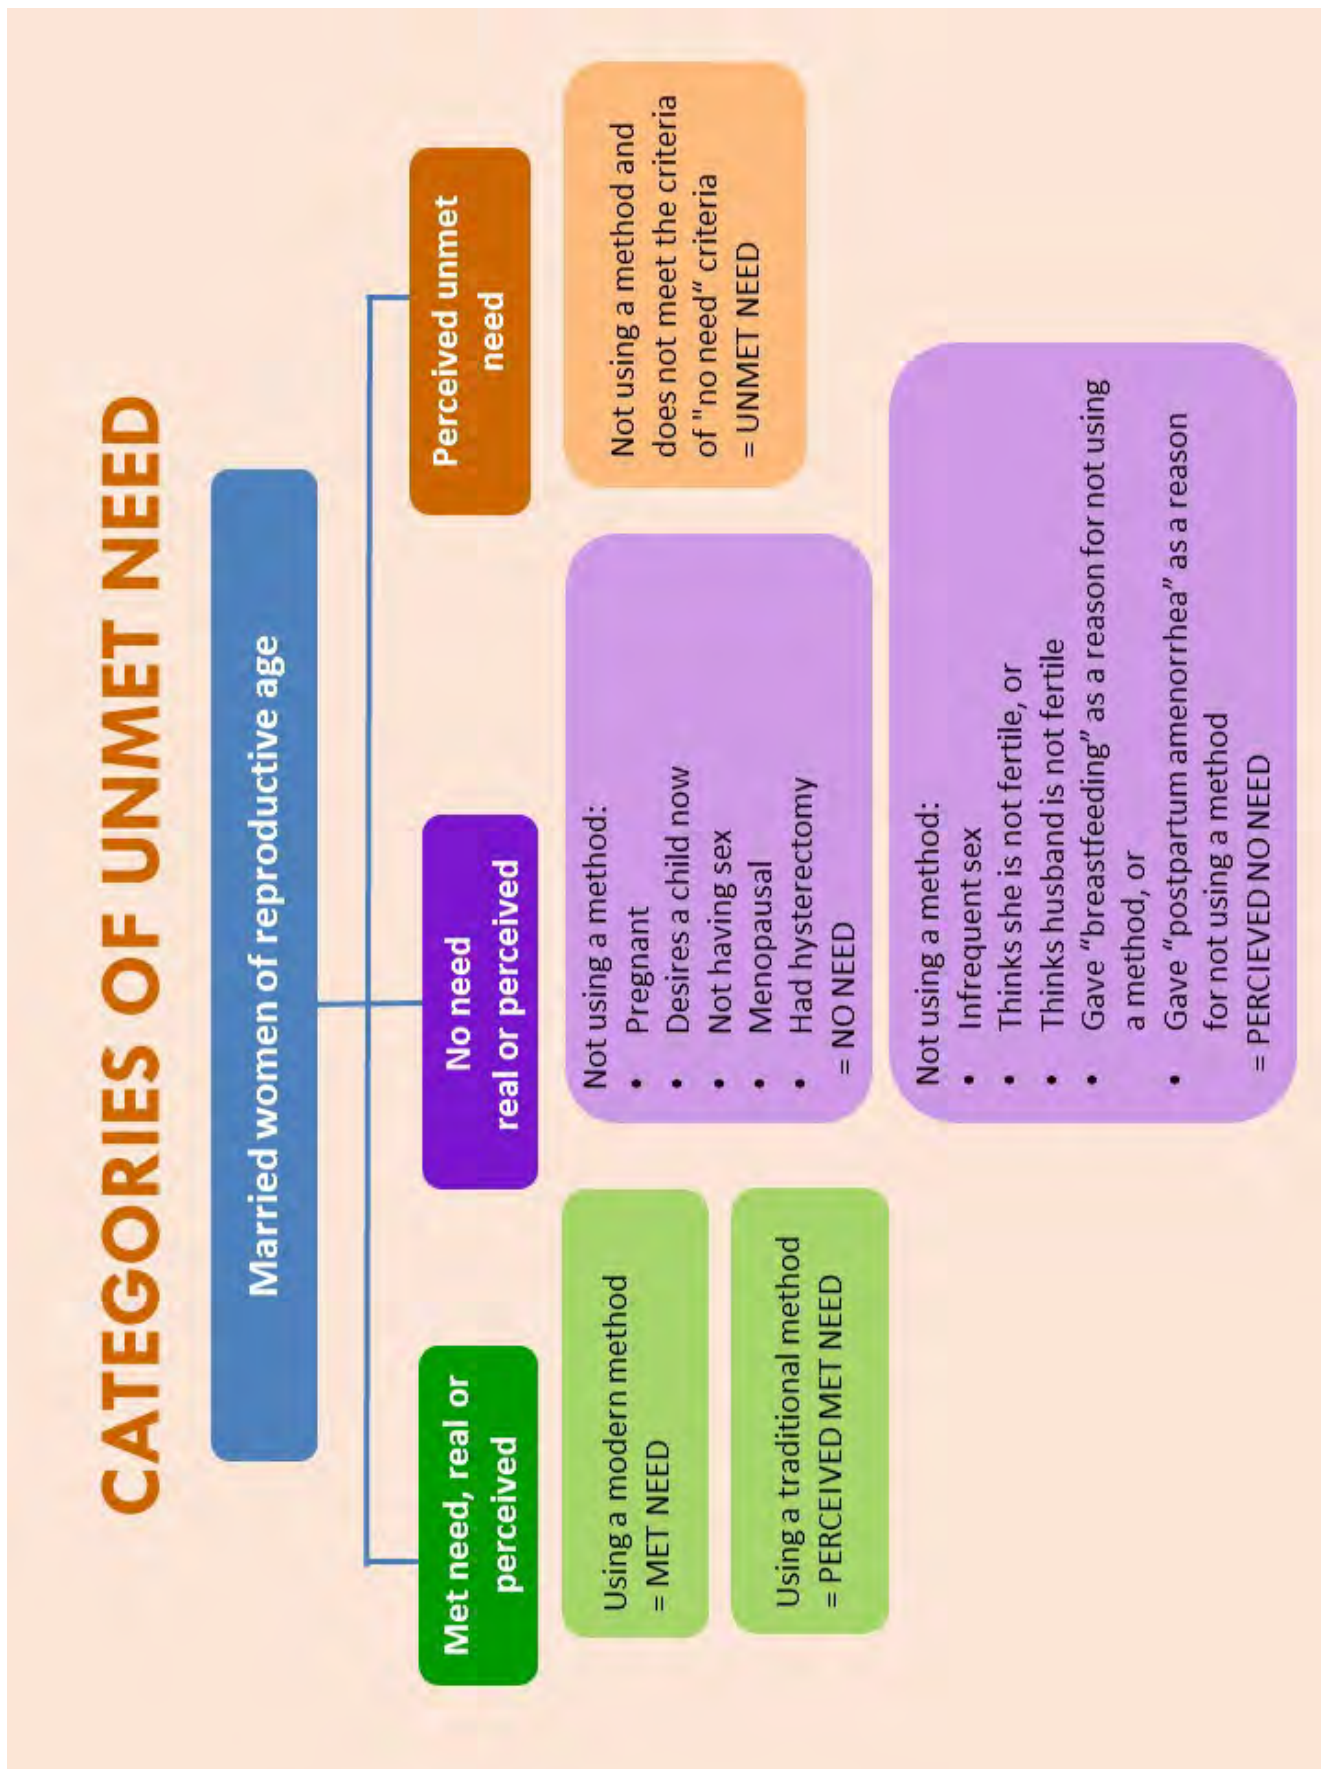 CATEGORIES OF UNMET NEED
Married women of reproductive age
Met need, real or
perceived
Using a modern method
= MET NEED
Using a traditional method
= PERCEIVED MET NEED
No need
real or perceived
Not using a method:
• Pregnant
• Desires a child now
• Not having sex
• Menopausal
• Had hysterectomy
= NO NEED
Not using a method:
• Infrequent sex
• Thinks she is not fertile, or
• Thinks husband is not fertile
• Gave “breastfeeding” as a reason for not using
a method, or
• Gave “postpartum amenorrhea” as a reason
for not using a method
= PERCIEVED NO NEED
Perceived unmet
need
Not using a method and
does not meet the criteria
of "no need“ criteria
= UNMET NEED